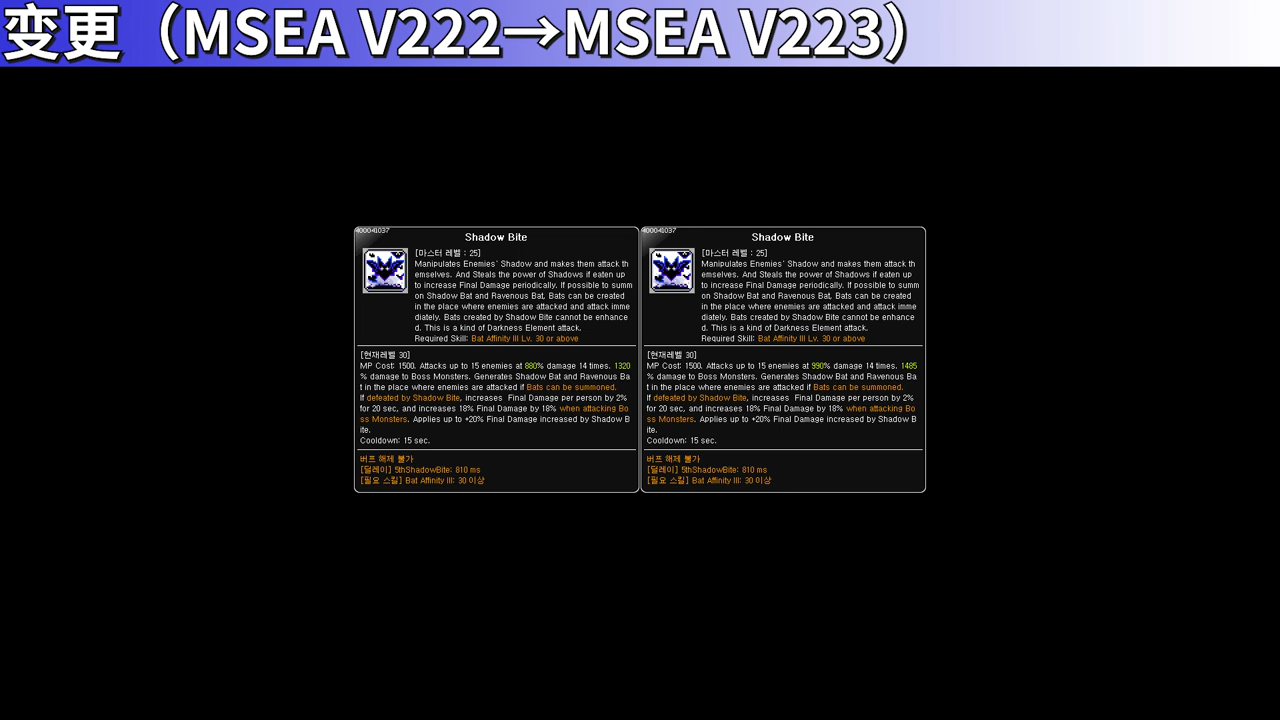 变更（MSEA V222→MSEA V223）
400041037
Shadow Bite
[마스터 레벨 : 25]
Manipulates Enemies' Shadow and makes them attack th
emselves. And Steals the power of Shadows if eaten up
to increase Final Damage periodically. If possible to summ
on Shadow Bat and Ravenous Bat, Bats can be created
in the place where enemies are attacked and attack imme
diately. Bats created by Shadow Bite cannot be enhance
d. This is a kind of Darkness Element attack.
Required Skill: Bat Affinity III Lv. 30 or above
[현재레벨 30]
MP Cost: 1500. Attacks up to 15 enemies at 880% damage 14 times. 1320
% damage to Boss Monsters. Generates Shadow Bat and Ravenous Ba
t in the place where enemies are attacked if Bats can be summoned.
If defeated by Shadow Bite, increases  Final Damage per person by 2%
for 20 sec, and increases 18% Final Damage by 18% when attacking Bo
ss Monsters. Applies up to +20% Final Damage increased by Shadow B
ite.
Cooldown: 15 sec.
버프 해제 불가
[딜레이] 5thShadowBite: 810 ms
[필요 스킬] Bat Affinity III: 30 이상
400041037
Shadow Bite
[마스터 레벨 : 25]
Manipulates Enemies' Shadow and makes them attack th
emselves. And Steals the power of Shadows if eaten up
to increase Final Damage periodically. If possible to summ
on Shadow Bat and Ravenous Bat, Bats can be created
in the place where enemies are attacked and attack imme
diately. Bats created by Shadow Bite cannot be enhance
d. This is a kind of Darkness Element attack.
Required Skill: Bat Affinity III Lv. 30 or above
[현재레벨 30]
MP Cost: 1500. Attacks up to 15 enemies at 990% damage 14 times. 1485
% damage to Boss Monsters. Generates Shadow Bat and Ravenous Ba
t in the place where enemies are attacked if Bats can be summoned.
If defeated by Shadow Bite, increases  Final Damage per person by 2%
for 20 sec, and increases 18% Final Damage by 18% when attacking Bo
ss Monsters. Applies up to +20% Final Damage increased by Shadow B
ite.
Cooldown: 15 sec.
버프 해제 불가
[딜레이] 5thShadowBite: 810 ms
[필요 스킬] Bat Affinity III: 30 이상